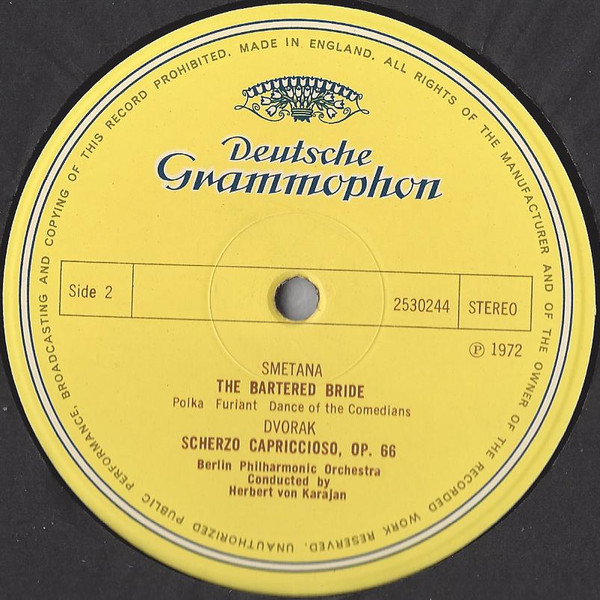 MADE IN ENGLAND. ALL RIGHTS OF THE MANUFACTURER AND OF THE OWNER OF THE RECORDED WORK RESERVED. UNAUTHORIZED PUBLIC PERFORMANCE, BROADCASTING AND COPYING OF THIS RECORD PROHIBITED.
Deutsche
Grammophon
Side 2
2530244
STEREO
℗ 1972
SMETANA
THE BARTERED BRIDE
Polka Furiant Dance of the Comedians
DVORAK
SCHERZO CAPRICCIOSO, OP. 66
Berlin Philharmonic Orchestra
Conducted by
Herbert von Karajan